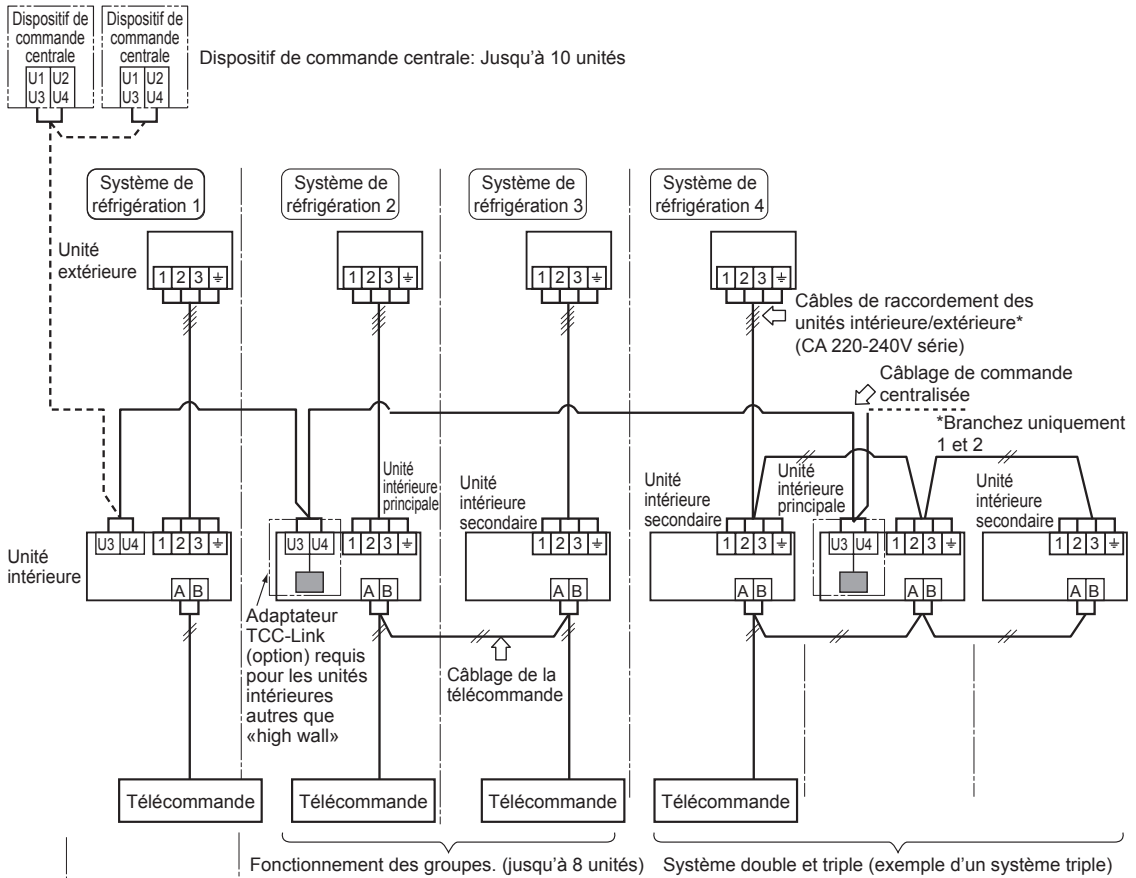 Dispositif de
commande
centrale
U1 U2
U3 U4
Dispositif de
commande
centrale
U1 U2
U3 U4
Dispositif de commande centrale: Jusqu'à 10 unités
Système de
réfrigération 1
Système de
réfrigération 2
Système de
réfrigération 3
Système de
réfrigération 4
Unité
extérieure
1 2 3 ⏚
1 2 3 ⏚
1 2 3 ⏚
1 2 3 ⏚
Câbles de raccordement des
unités intérieure/extérieure*
(CA 220-240V série)
Câblage de commande
centralisée
*Branchez uniquement
1 et 2
Unité
intérieure
U3 U4
1 2 3 ⏚
A B
Unité
intérieure
principale
U3 U4
1 2 3 ⏚
A B
Unité
intérieure
secondaire
1 2 3 ⏚
A B
Unité
intérieure
secondaire
1 2 3 ⏚
A B
Unité
intérieure
principale
U3 U4
1 2 3 ⏚
A B
Unité
intérieure
secondaire
1 2 3 ⏚
A B
Adaptateur
TCC-Link
(option) requis
pour les unités
intérieures
autres que
«high wall»
Câblage de la
télécommande
Télécommande
Télécommande
Télécommande
Télécommande
Fonctionnement des groupes. (jusqu'à 8 unités)
Système double et triple (exemple d'un système triple)